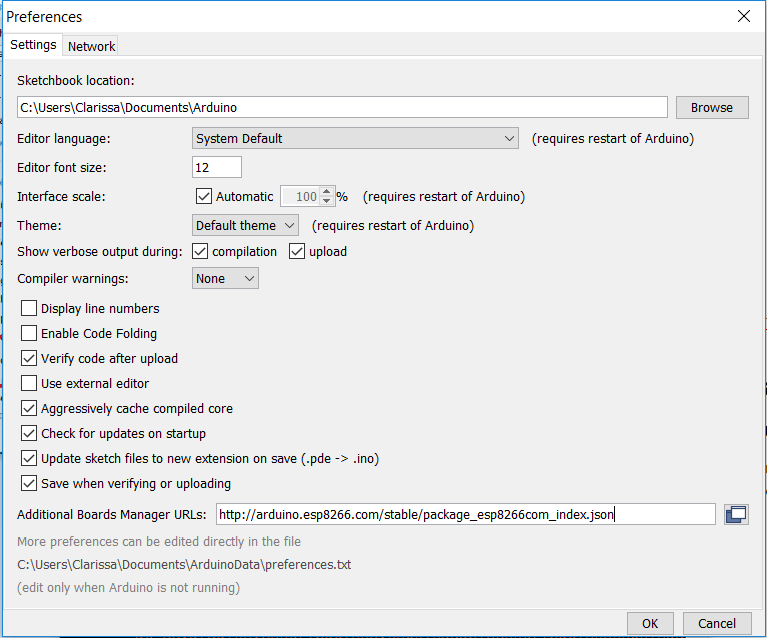 Preferences
Settings Network
Sketchbook location:
C:\Users\Clarissa\Documents\Arduino Browse
Editor language: System Default (requires restart of Arduino)
Editor font size: 12
Interface scale: Automatic 100 % (requires restart of Arduino)
Theme: Default theme (requires restart of Arduino)
Show verbose output during: compilation upload
Compiler warnings: None
Display line numbers
Enable Code Folding
Verify code after upload
Use external editor
Aggressively cache compiled core
Check for updates on startup
Update sketch files to new extension on save (.pde -> .ino)
Save when verifying or uploading
Additional Boards Manager URLs: http://arduino.esp8266.com/stable/package_esp8266com_index.json
More preferences can be edited directly in the file
C:\Users\Clarissa\Documents\ArduinoData\preferences.txt
(edit only when Arduino is not running)
OK Cancel